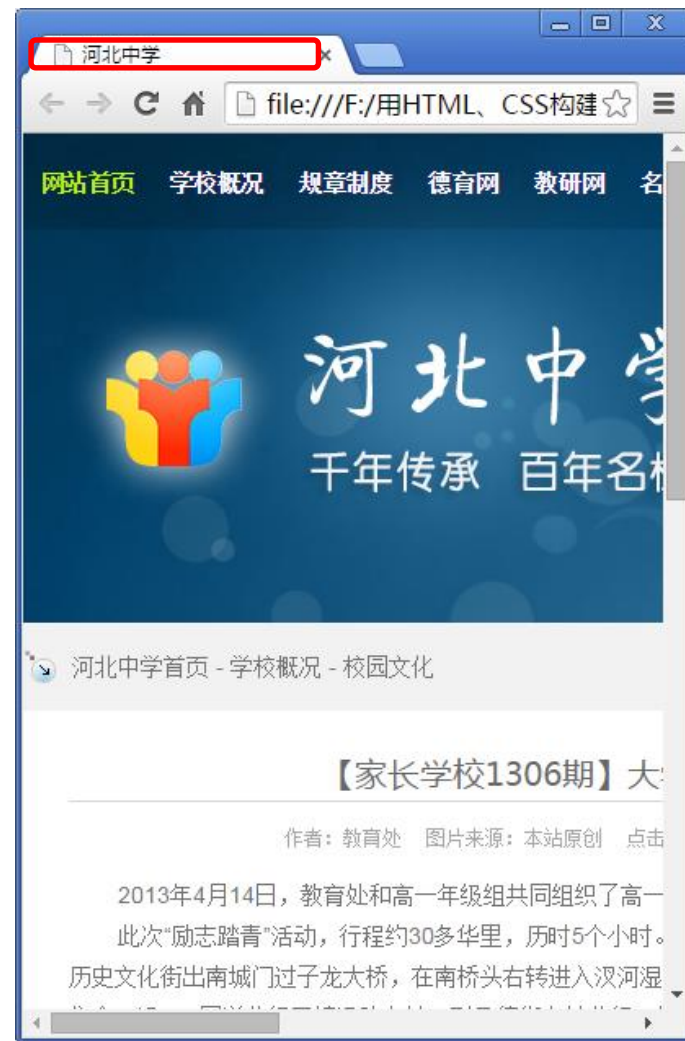 河北中学
file:///F:/用HTML、CSS构建
网站首页 学校概况 规章制度 德育网 教研网 名
河北中学
千年传承 百年名校
河北中学首页 - 学校概况 - 校园文化
【家长学校1306期】大
作者：教育处 图片来源：本站原创 点击
2013年4月14日，教育处和高一年级组共同组织了高一
此次“励志踏青”活动，行程约30多华里，历时5个小时。
历史文化街出南城门过子龙大桥，在南桥头右转进入汊河湿